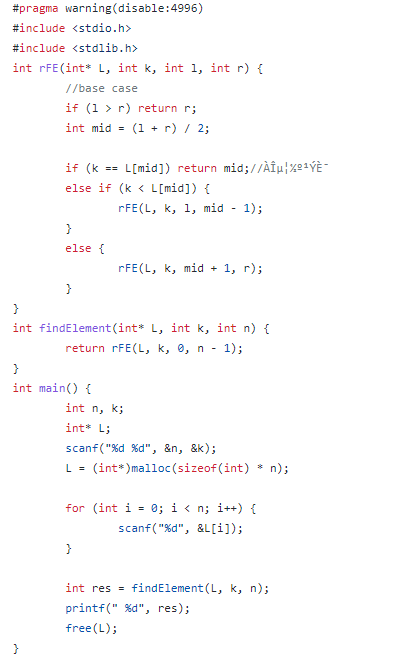 #pragma warning(disable:4996)
#include <stdio.h>
#include <stdlib.h>
int rFE(int* L, int k, int l, int r) {
        //base case
        if (l > r) return r;
        int mid = (l + r) / 2;

        if (k == L[mid]) return mid;//ÀÎµ¦½º¹ÝÈ¯
        else if (k < L[mid]) {
                rFE(L, k, l, mid - 1);
        }
        else {
                rFE(L, k, mid + 1, r);
        }
}
int findElement(int* L, int k, int n) {
        return rFE(L, k, 0, n - 1);
}
int main() {
        int n, k;
        int* L;
        scanf("%d %d", &n, &k);
        L = (int*)malloc(sizeof(int) * n);

        for (int i = 0; i < n; i++) {
                scanf("%d", &L[i]);
        }

        int res = findElement(L, k, n);
        printf(" %d", res);
        free(L);
}